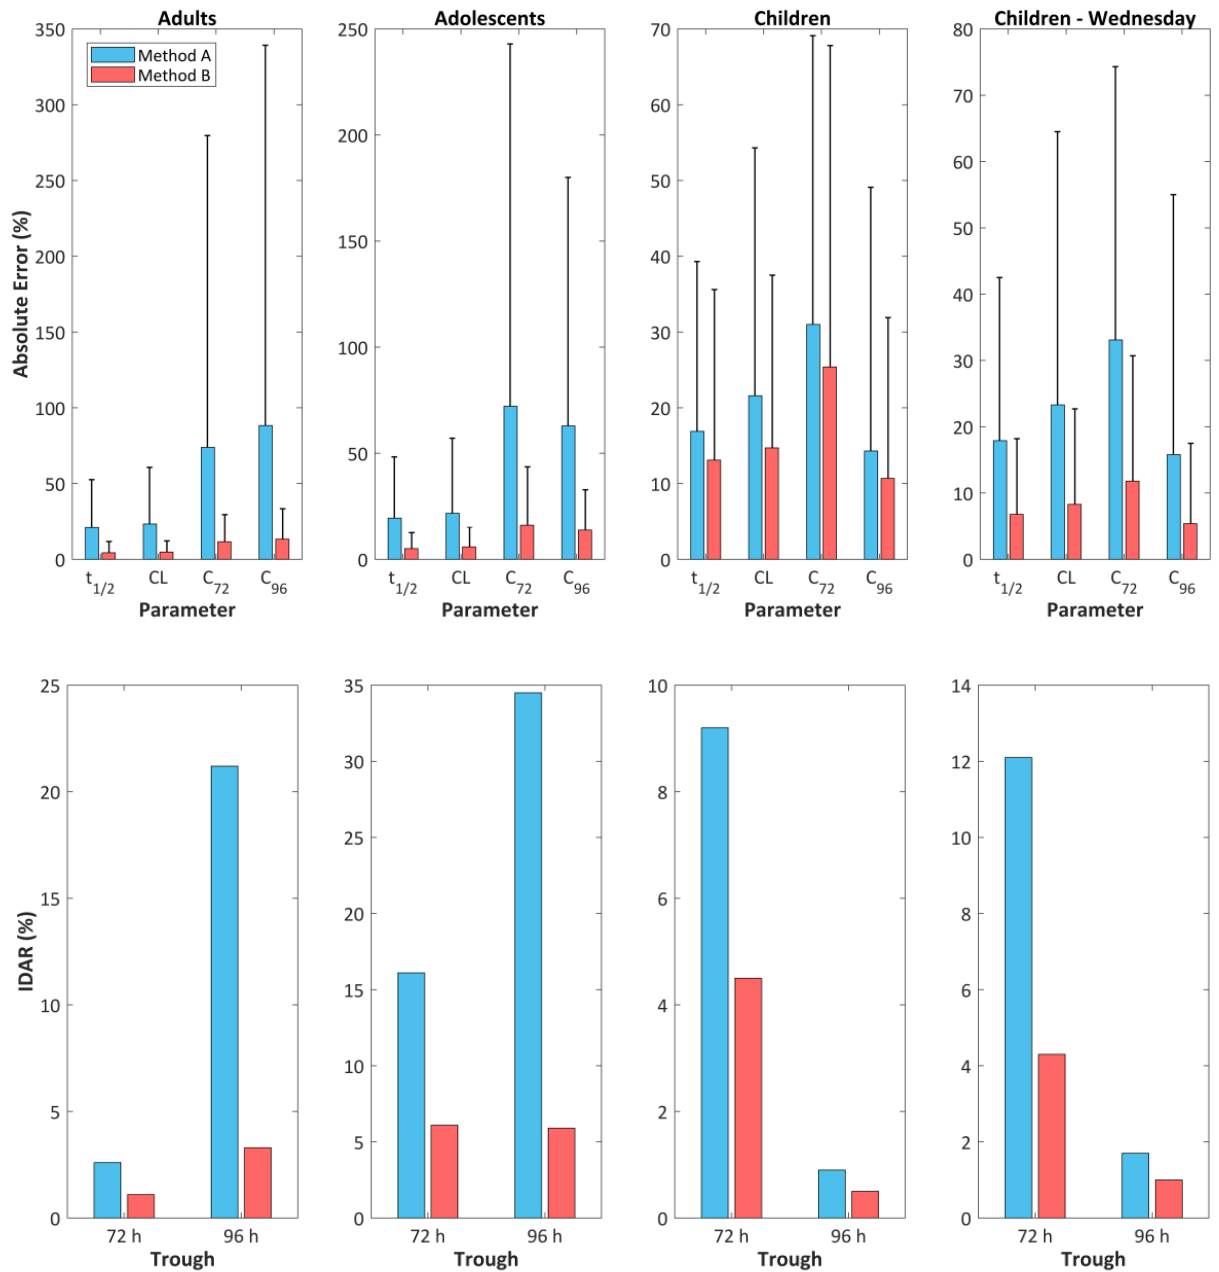 Adults
Adolescents
Children
Children - Wednesday
Absolute Error (%)
350
300
250
200
150
100
50
0
Method A
Method B
t1/2 CL C72 C96
Parameter
250
200
150
100
50
0
t1/2 CL C72 C96
Parameter
70
60
50
40
30
20
10
0
t1/2 CL C72 C96
Parameter
80
70
60
50
40
30
20
10
0
t1/2 CL C72 C96
Parameter
IDAR (%)
25
20
15
10
5
0
72 h 96 h
Trough
35
30
25
20
15
10
5
0
72 h 96 h
Trough
10
8
6
4
2
0
72 h 96 h
Trough
14
12
10
8
6
4
2
0
72 h 96 h
Trough